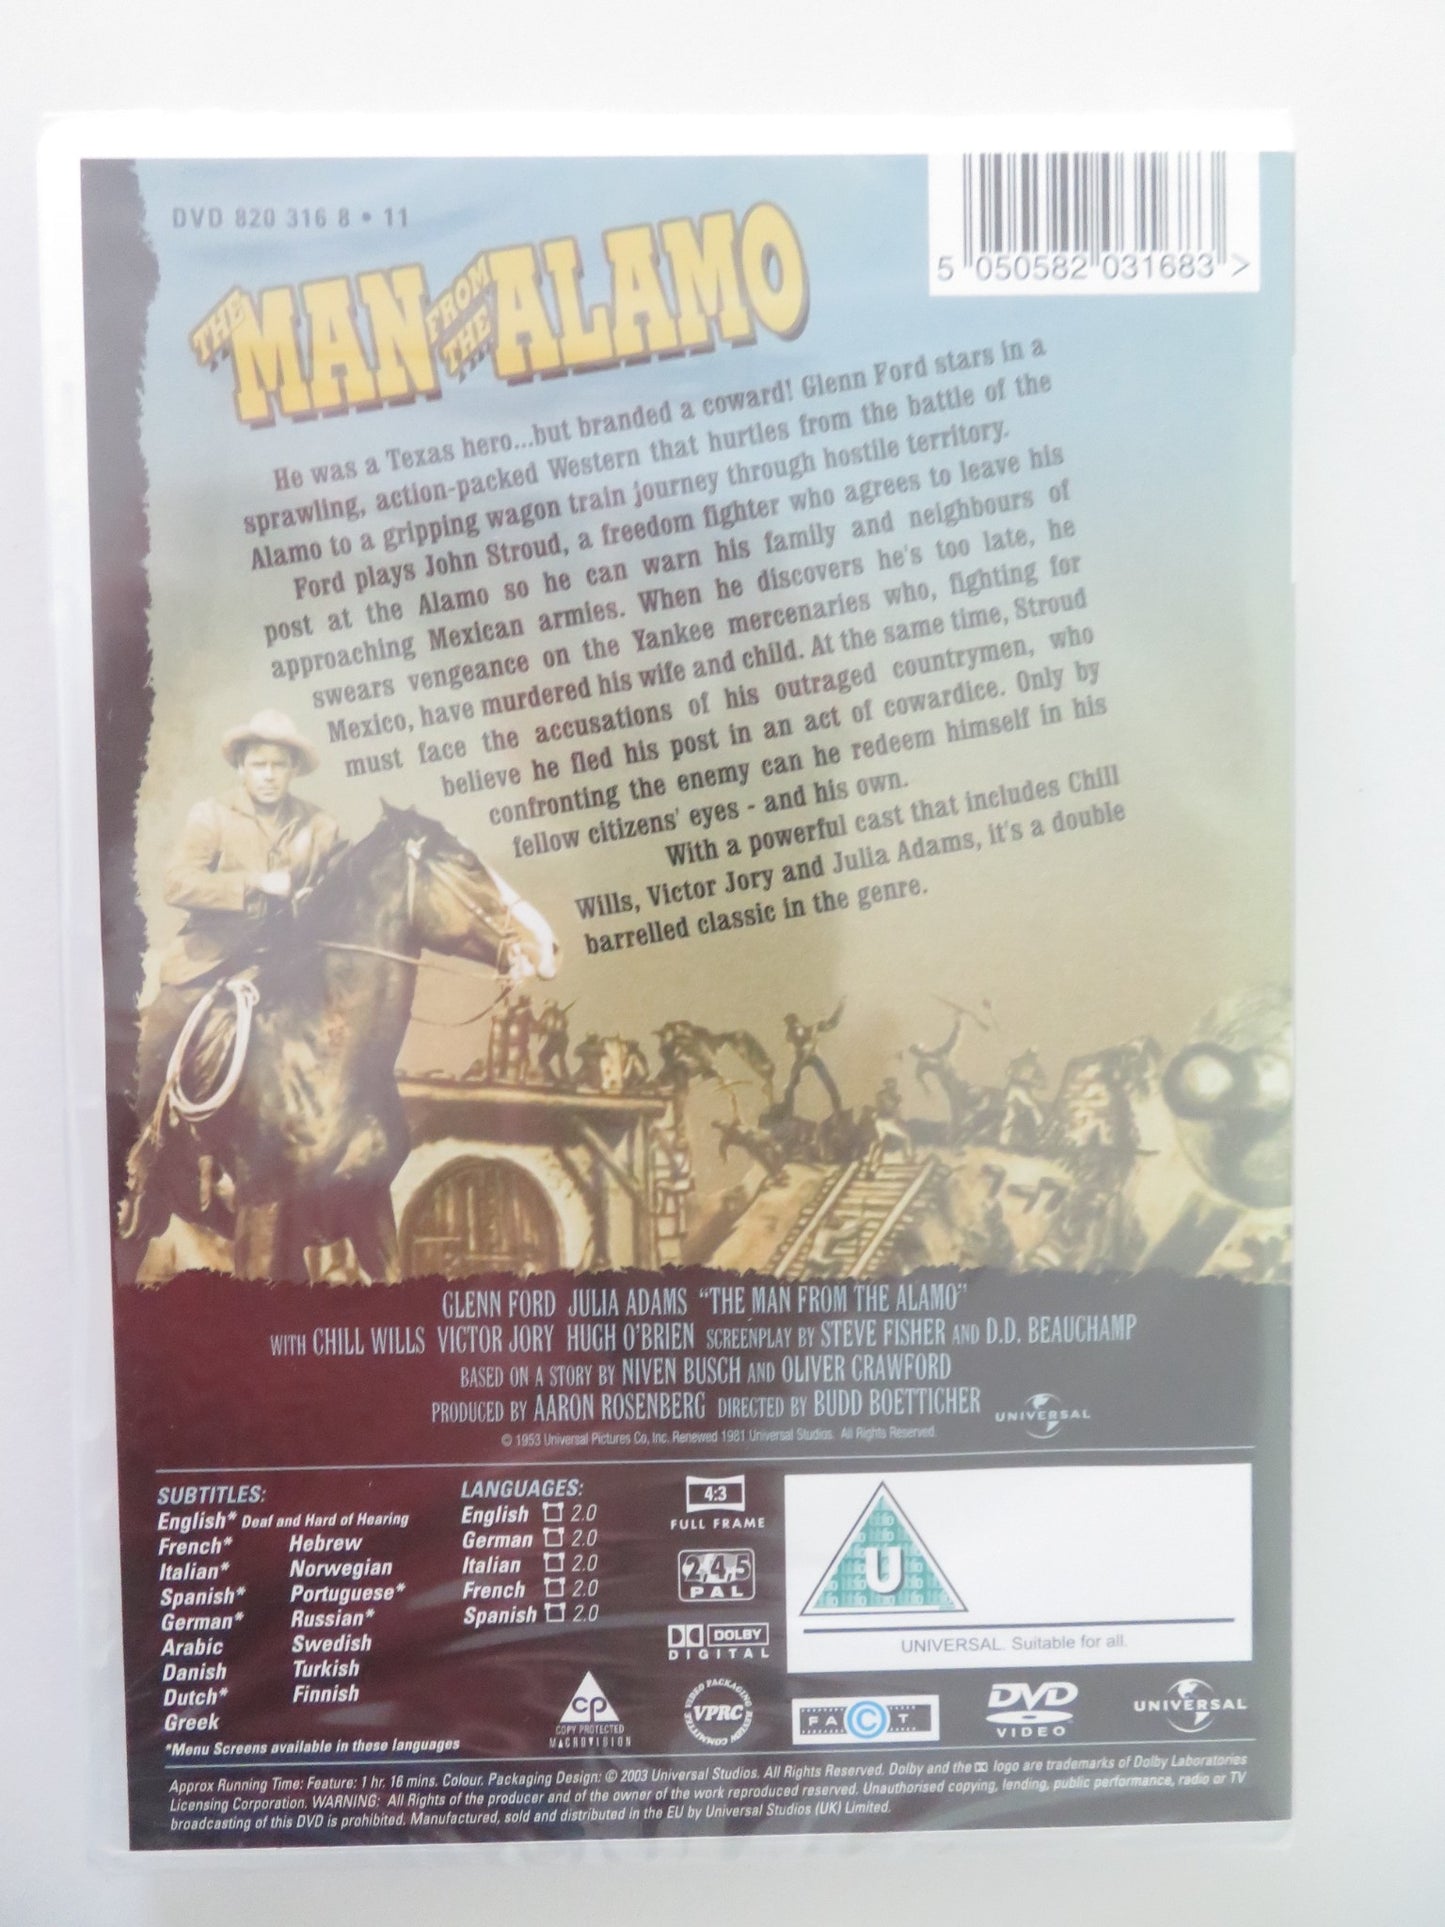 DVD 820 316 8 • 11
5 050582 031683 >
THE MAN FROM THE ALAMO
He was a Texas hero...but branded a coward! Glenn Ford stars in a
sprawling, action-packed Western that hurtles from the battle of the
Alamo to a gripping wagon train journey through hostile territory.
Ford plays John Stroud, a freedom fighter who agrees to leave his
post at the Alamo so he can warn his family and neighbours of
approaching Mexican armies. When he discovers he's too late, he
swears vengeance on the Yankee mercenaries who, fighting for
Mexico, have murdered his wife and child. At the same time, Stroud
must face the accusations of his outraged countrymen, who
believe he fled his post in an act of cowardice. Only by
confronting the enemy can he redeem himself in his
fellow citizens' eyes - and his own.
With a powerful cast that includes Chill
Wills, Victor Jory and Julia Adams, it's a double
barrelled classic in the genre.
GLENN FORD JULIA ADAMS "THE MAN FROM THE ALAMO"
WITH CHILL WILLS VICTOR JORY HUGH O'BRIEN SCREENPLAY BY STEVE FISHER AND D.D. BEAUCHAMP
BASED ON A STORY BY NIVEN BUSCH AND OLIVER CRAWFORD
PRODUCED BY AARON ROSENBERG DIRECTED BY BUDD BOETTICHER
UNIVERSAL
© 1953 Universal Pictures Co, Inc. Renewed 1981 Universal Studios. All Rights Reserved.
SUBTITLES:
English* Deaf and Hard of Hearing
French*
Italian*
Spanish*
German*
Arabic
Danish
Dutch*
Greek
Hebrew
Norwegian
Portuguese*
Russian*
Swedish
Turkish
Finnish
*Menu Screens available in these languages
LANGUAGES:
English 2.0
German 2.0
Italian 2.0
French 2.0
Spanish 2.0
4:3
FULL FRAME
2,4,5
PAL
DOLBY
DIGITAL
U
UNIVERSAL. Suitable for all.
CP
COPY PROTECTED
MACROVISION
VIDEO PACKAGING REVIEW COMMITTEE
VPRC
FACT
DVD
VIDEO
UNIVERSAL
Approx Running Time: Feature: 1 hr. 16 mins. Colour. Packaging Design: © 2003 Universal Studios. All Rights Reserved. Dolby and the logo are trademarks of Dolby Laboratories
Licensing Corporation. WARNING: All Rights of the producer and of the owner of the work reproduced reserved. Unauthorised copying, lending, public performance, radio or TV
broadcasting of this DVD is prohibited. Manufactured, sold and distributed in the EU by Universal Studios (UK) Limited.